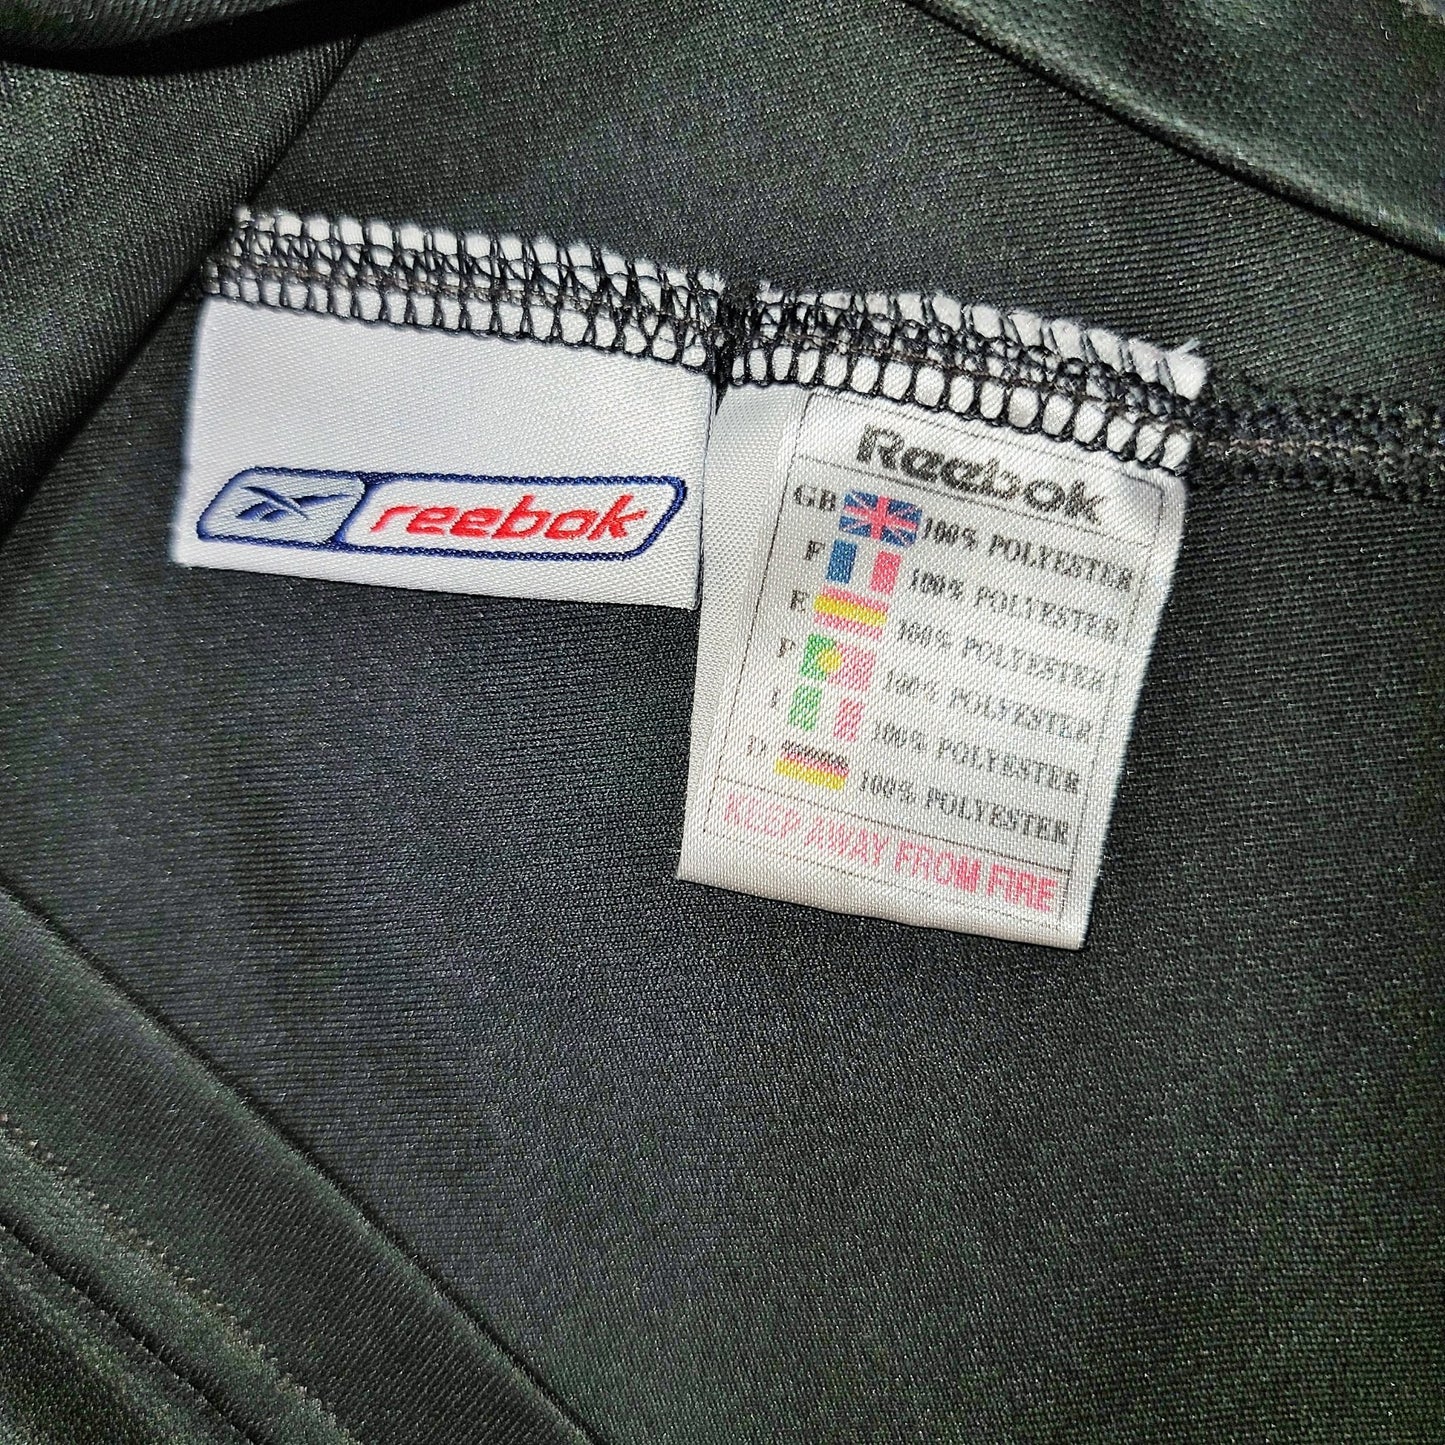 reebok
Reebok
GB 100% POLYESTER
F 100% POLYESTER
E 100% POLYESTER
P 100% POLYESTER
I 100% POLYESTER
D 100% POLYESTER
KEEP AWAY FROM FIRE